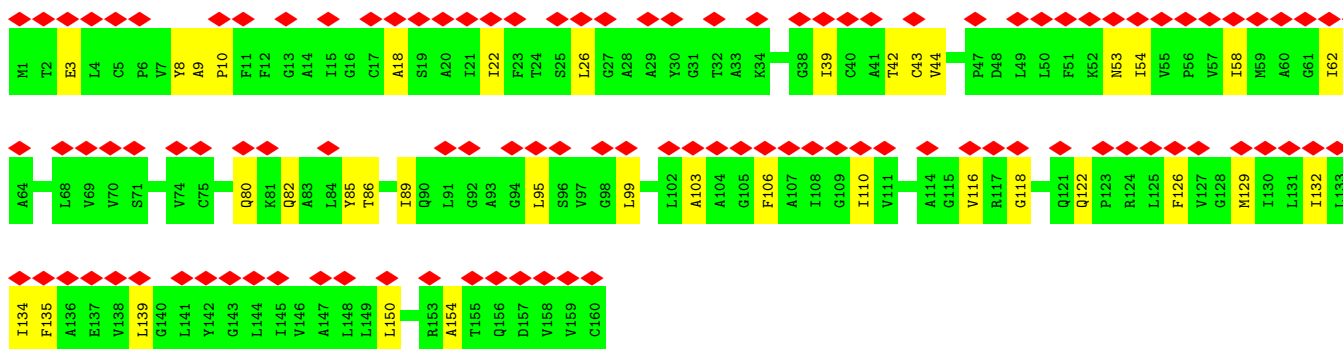 M1 T2 E3 L4 C5 P6 V7 Y8 A9 P10 F11 F12 G13 A14 I15 G16 C17 A18 S19 A20 I21 I22 F23 T24 S25 L26 G27 A28 A29 Y30 G31 T32 A33 K34 G38 I39 C40 A41 T42 C43 V44 P47 D48 L49 L50 F51 K52 N53 I54 V55 P56 V57 I58 M59 A60 G61 I62
A64 L68 V69 V70 S71 V74 C75 Q80 K81 Q82 A83 L84 Y85 T86 I89 Q90 L91 G92 A93 G94 L95 S96 V97 G98 L99 L102 A103 A104 G105 F106 A107 I108 G109 I110 V111 A114 G115 V116 R117 G118 Q121 Q122 P123 R124 L125 F126 V127 G128 M129 I130 L131 I132 L133
I134 F135 A136 E137 V138 L139 G140 L141 Y142 G143 L144 I145 V146 A147 L148 L149 L150 R153 A154 T155 Q156 D157 V158 V159 C160